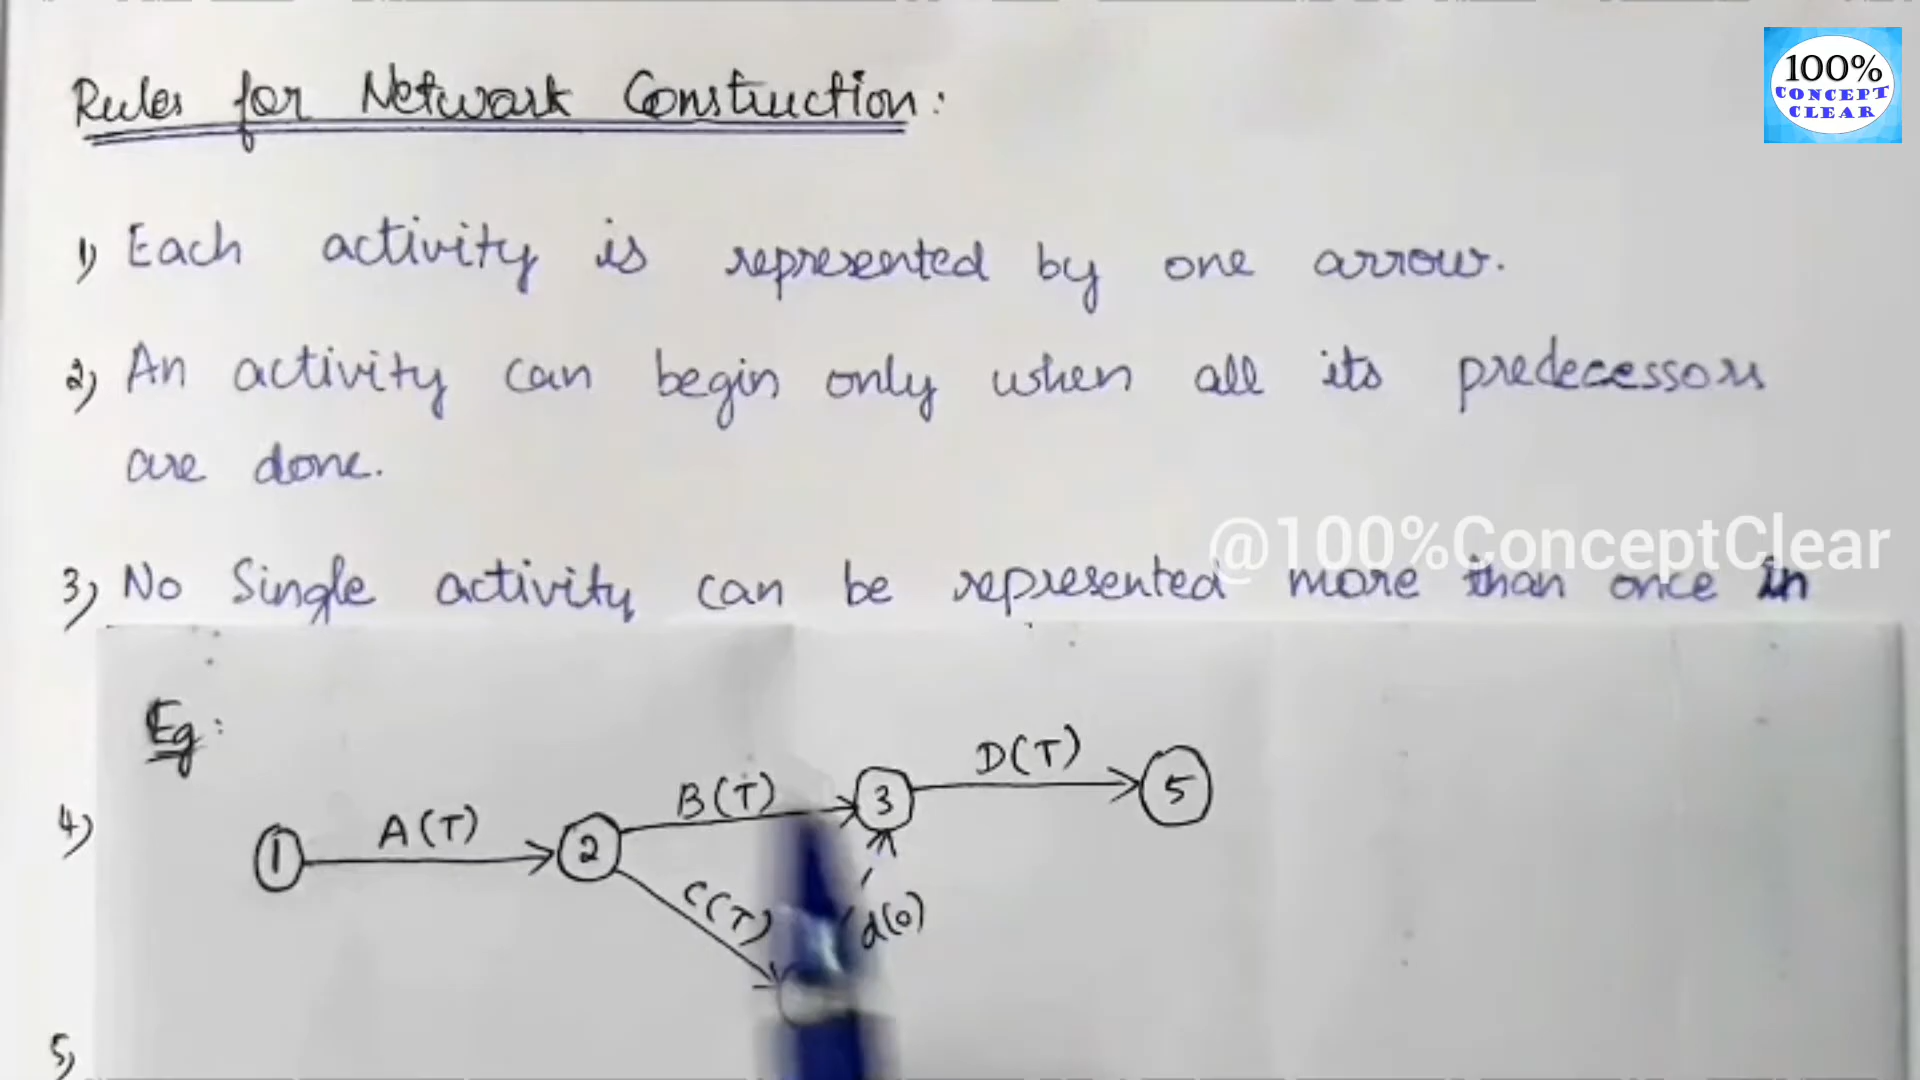 100%
CONCEPT
CLEAR
Rules for Network Construction:
1) Each activity is represented by one arrow.
2) An activity can begin only when all its predecessors
are done.
@100%ConceptClear
3) No Single activity can be represented more than once in
Eg:
4)
1 A(T) 2 B(T) 3 D(T) 5
C(T) d(0)
5)